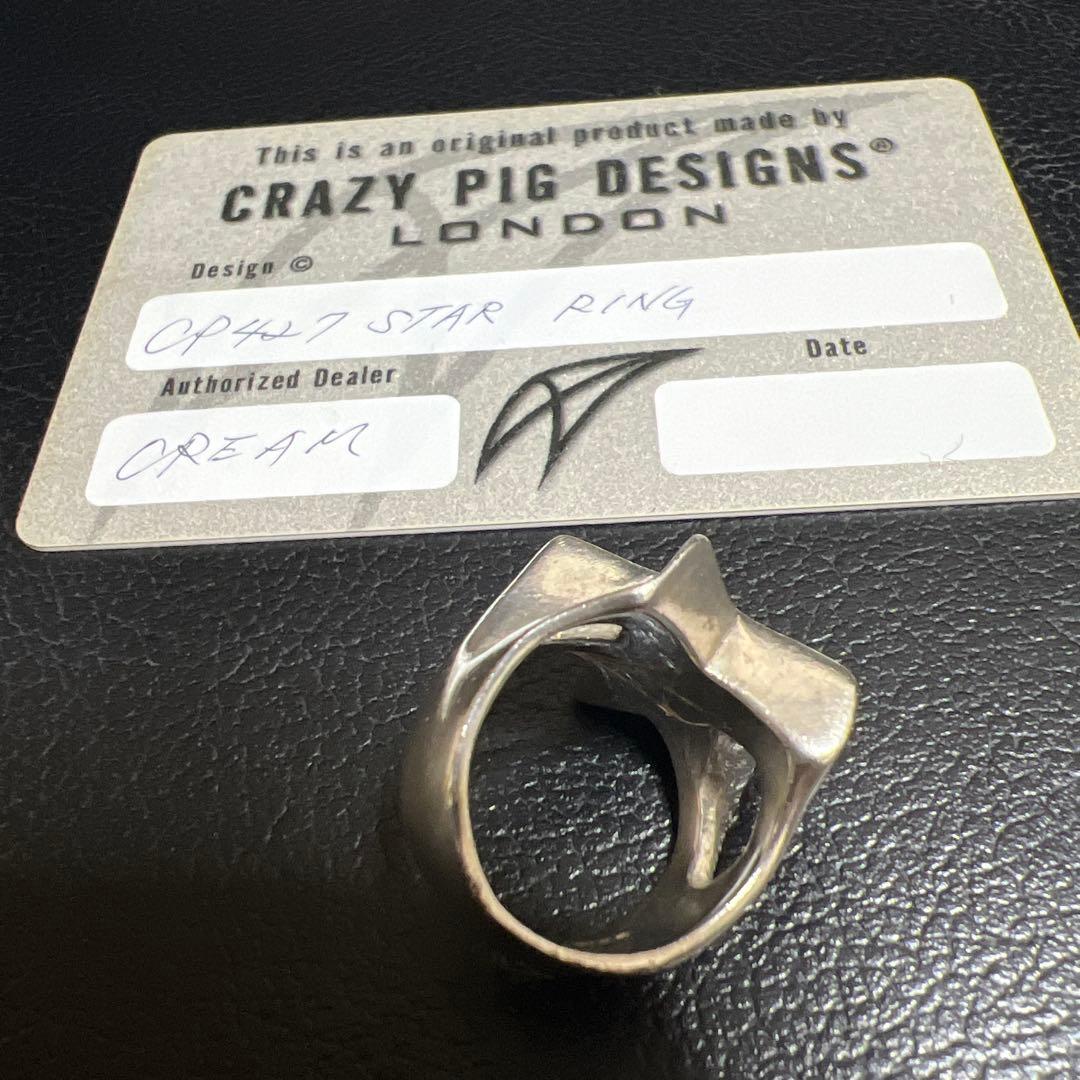 This is an original product made by
CRAZY PIG DESIGNS®
LONDON
Design ©
CP427 STAR RING
Authorized Dealer
Date
CREAM